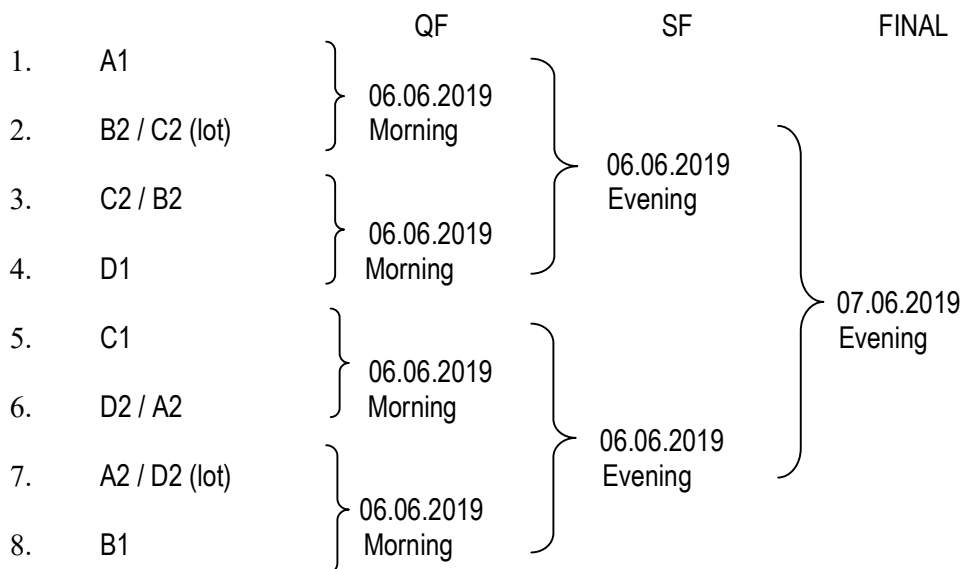 QF SF FINAL
1. A1
06.06.2019
2. B2 / C2 (lot) Morning
06.06.2019
3. C2 / B2 Evening
06.06.2019
4. D1 Morning
07.06.2019
5. C1 Evening
06.06.2019
6. D2 / A2 Morning
06.06.2019
7. A2 / D2 (lot) Evening
06.06.2019
8. B1 Morning